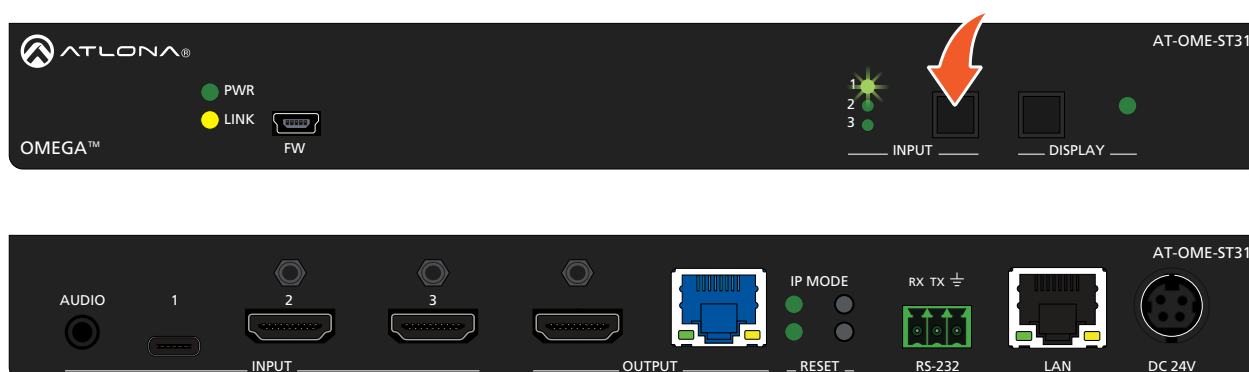 ATLONA®
AT-OME-ST31
PWR
LINK
1
2
3
OMEGA™
FW
INPUT
DISPLAY
AT-OME-ST31
AUDIO
1
2
3
IP MODE
RX TX
INPUT
OUTPUT
RESET
RS-232
LAN
DC 24V